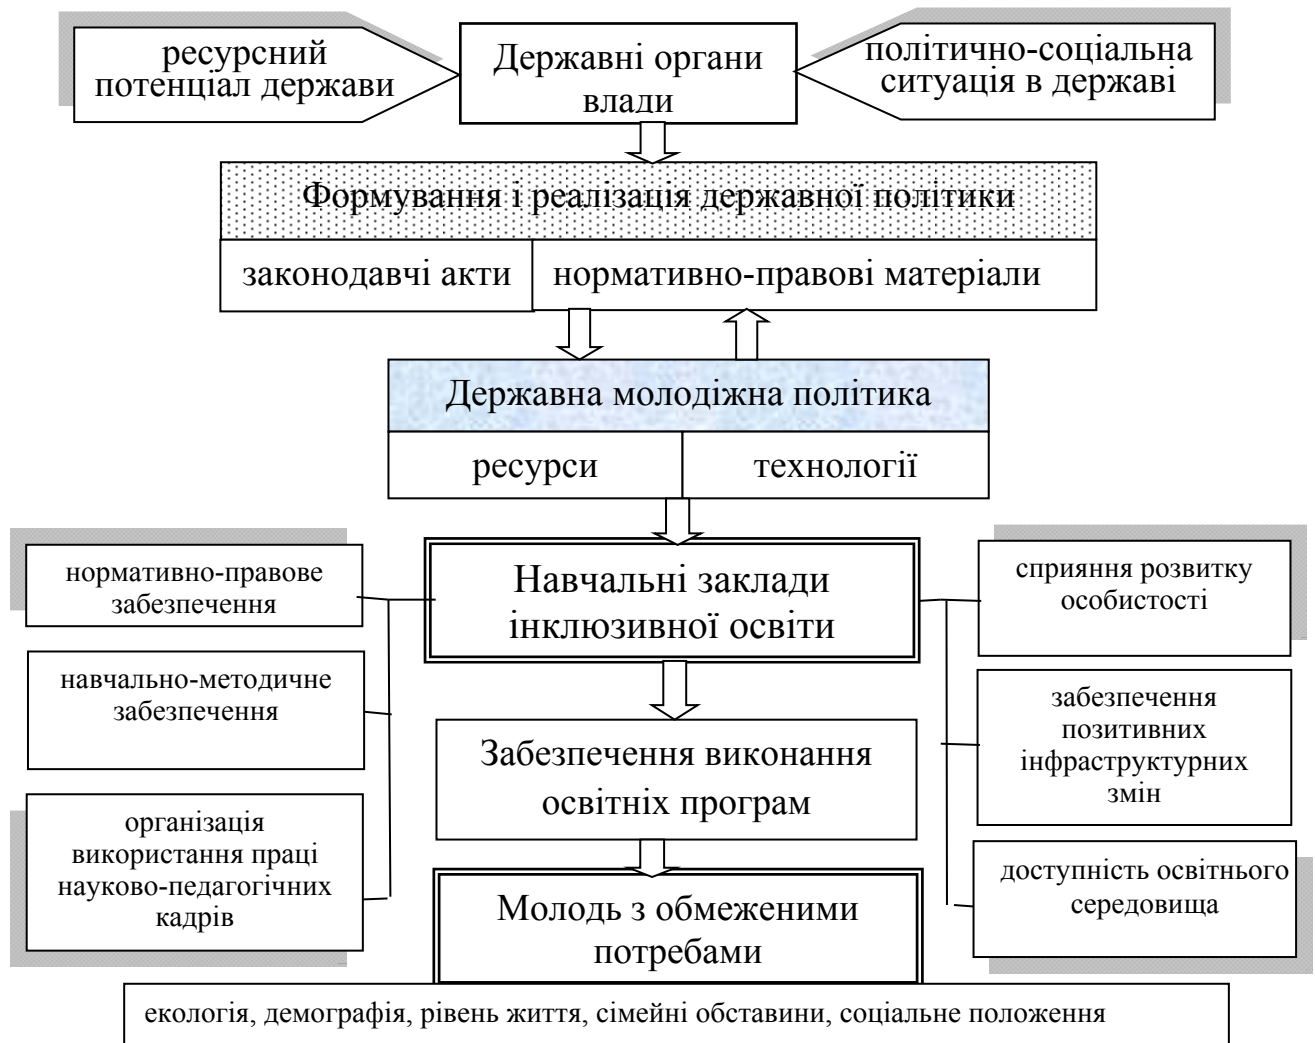 ресурсний
потенціал держави
Державні органи
влади
політично-соціальна
ситуація в державі
Формування і реалізація державної політики
законодавчі акти
нормативно-правові матеріали
Державна молодіжна політика
ресурси
технології
нормативно-правове
забезпечення
Навчальні заклади
інклюзивної освіти
сприяння розвитку
особистості
навчально-методичне
забезпечення
забезпечення
позитивних
інфраструктурних
змін
Забезпечення виконання
освітніх програм
організація
використання праці
науково-педагогічних
кадрів
доступність освітнього
середовища
Молодь з обмеженими
потребами
екологія, демографія, рівень життя, сімейні обставини, соціальне положення